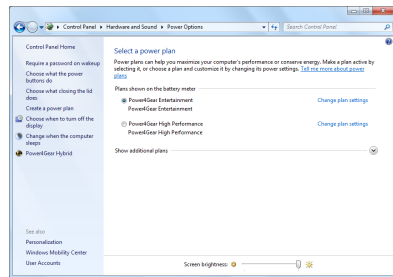 Control Panel
Hardware and Sound
Power Options
Search Control Panel
Control Panel Home
Require a password on wakeup
Choose what the power
buttons do
Choose what closing the lid
does
Create a power plan
Choose when to turn off the
display
Change when the computer
sleeps
Power4Gear Hybrid
Select a power plan
Power plans can help you maximize your computer's performance or conserve energy. Make a plan active by
selecting it, or choose a plan and customize it by changing its power settings. Tell me more about power
plans
Plans shown on the battery meter
Power4Gear Entertainment
Change plan settings
Power4Gear Entertainment
Power4Gear High Performance
Change plan settings
Power4Gear High Performance
Show additional plans
See also
Personalization
Windows Mobility Center
User Accounts
Screen brightness: